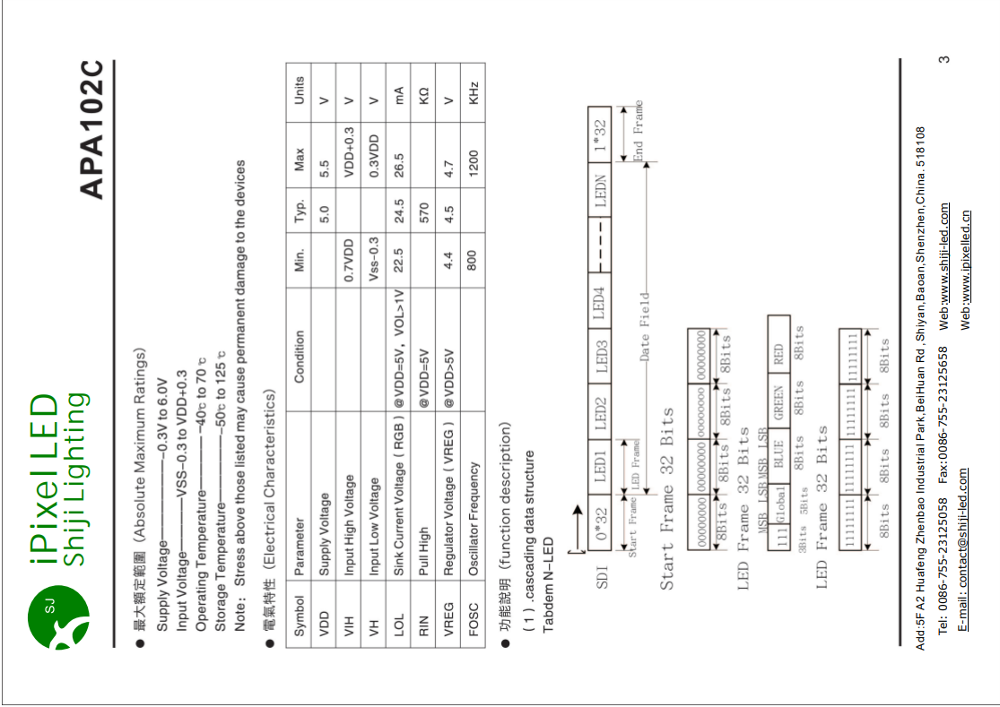 SJ
iPixelLED
Shiji Lighting
APA102C
● 最大額定範圍（Absolute Maximum Ratings）
Supply Voltage————————-0.3V to 6.0V
Input Voltage————————VSS-0.3 to VDD+0.3
Operating Temperature————————-40℃ to 70 ℃
Storage Temperature————————-50℃ to 125 ℃
Note： Stress above those listed may cause permanent damage to the devices
● 電氣特性（Electrical Characteristics）
Symbol Parameter Condition Min. Typ. Max Units
VDD Supply Voltage 5.0 5.5 V
VIH Input High Voltage 0.7VDD VDD+0.3 V
VH Input Low Voltage Vss-0.3 0.3VDD V
LOL Sink Current Voltage ( RGB ) @VDD=5V，VOL>1V 22.5 24.5 26.5 mA
RIN Pull High @VDD=5V 570 KΩ
VREG Regulator Voltage ( VREG ) @VDD>5V 4.4 4.5 4.7 V
FOSC Oscillator Frequency 800 1200 KHz
● 功能說明（function description）
( 1 ) .cascading data structure
Tabdem N-LED
SDI 0*32 LED1 LED2 LED3 LED4 LEDN 1*32
Start Frame LED Frame Date Field End Frame
Start Frame 32 Bits
00000000 00000000 00000000 00000000
8Bits 8Bits 8Bits 8Bits
LED Frame 32 Bits
MSB LSB MSB LSB
111 Global BLUE GREEN RED
3Bits 5Bits 8Bits 8Bits 8Bits
LED Frame 32 Bits
11111111 11111111 11111111 11111111
8Bits 8Bits 8Bits 8Bits
Add:5F A2 Huafeng Zhenbao Industrial Park,BeiHuan Rd ,Shiyan,Baoan,Shenzhen,China. 518108
Tel: 0086-755-23125058 Fax:0086-755-23125658 Web:www.shiji-led.com
E-mail: contact@shiji-led.com Web:www.ipixelled.cn
3